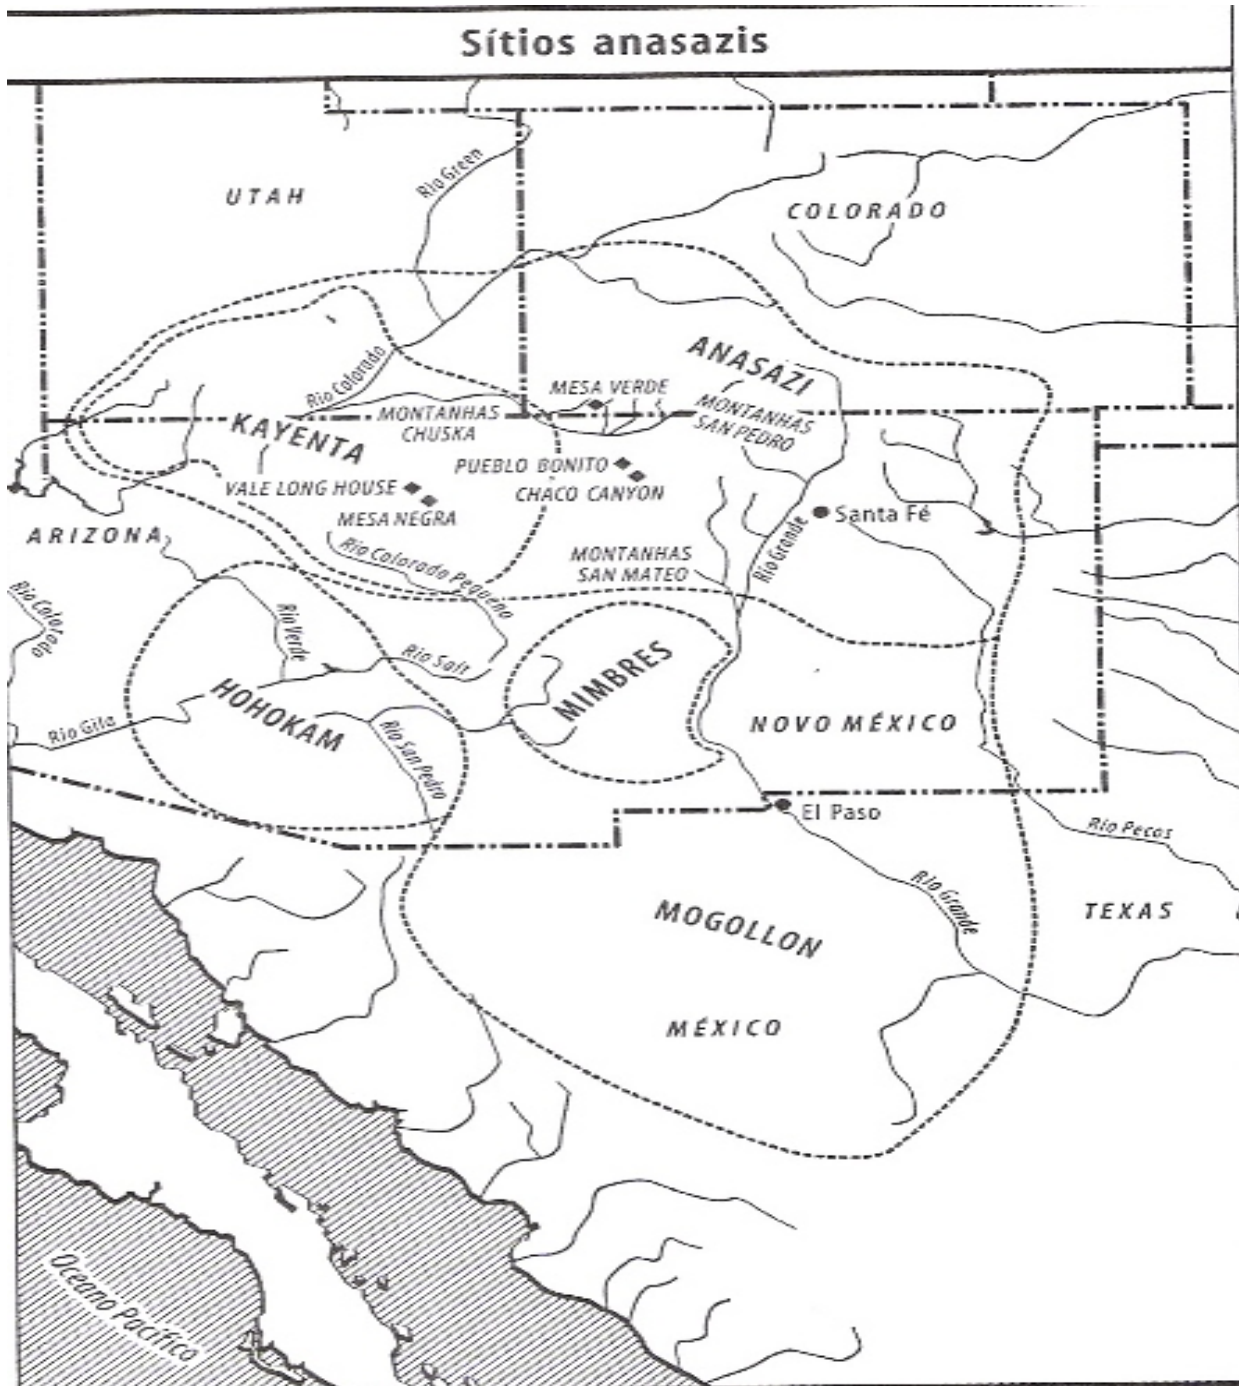 Sítios anasazis
UTAH
Rio Green
COLORADO
ANASAZI
Rio Colorado
MESA VERDE
MONTANHAS
CHUSKA
MONTANHAS
SAN PEDRO
KAYENTA
PUEBLO BONITO
CHACO CANYON
VALE LONG HOUSE
MESA NEGRA
Santa Fé
ARIZONA
Rio Colorado Pequeno
MONTANHAS
SAN MATEO
Rio Grande
Rio Colorado
Rio Verde
Rio Salt
MIMBRES
HOHOKAM
Rio Gila
Rio San Pedro
NOVO MÉXICO
El Paso
Rio Pecos
Rio Grande
TEXAS
MOGOLLON
MÉXICO
Oceano Pacífico